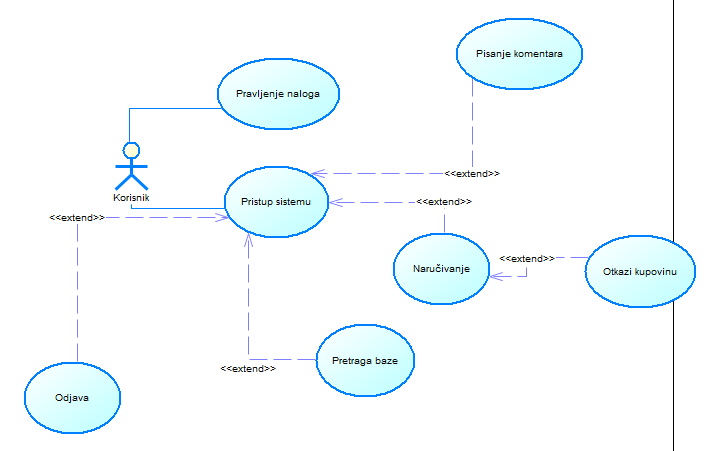 Pisanje komentara
Pravljenje naloga
<<extend>>
Korisnik
Pristup sistemu
<<extend>>
<<extend>>
<<extend>>
Naručivanje
Otkazi kupovinu
Pretraga baze
<<extend>>
Odjava